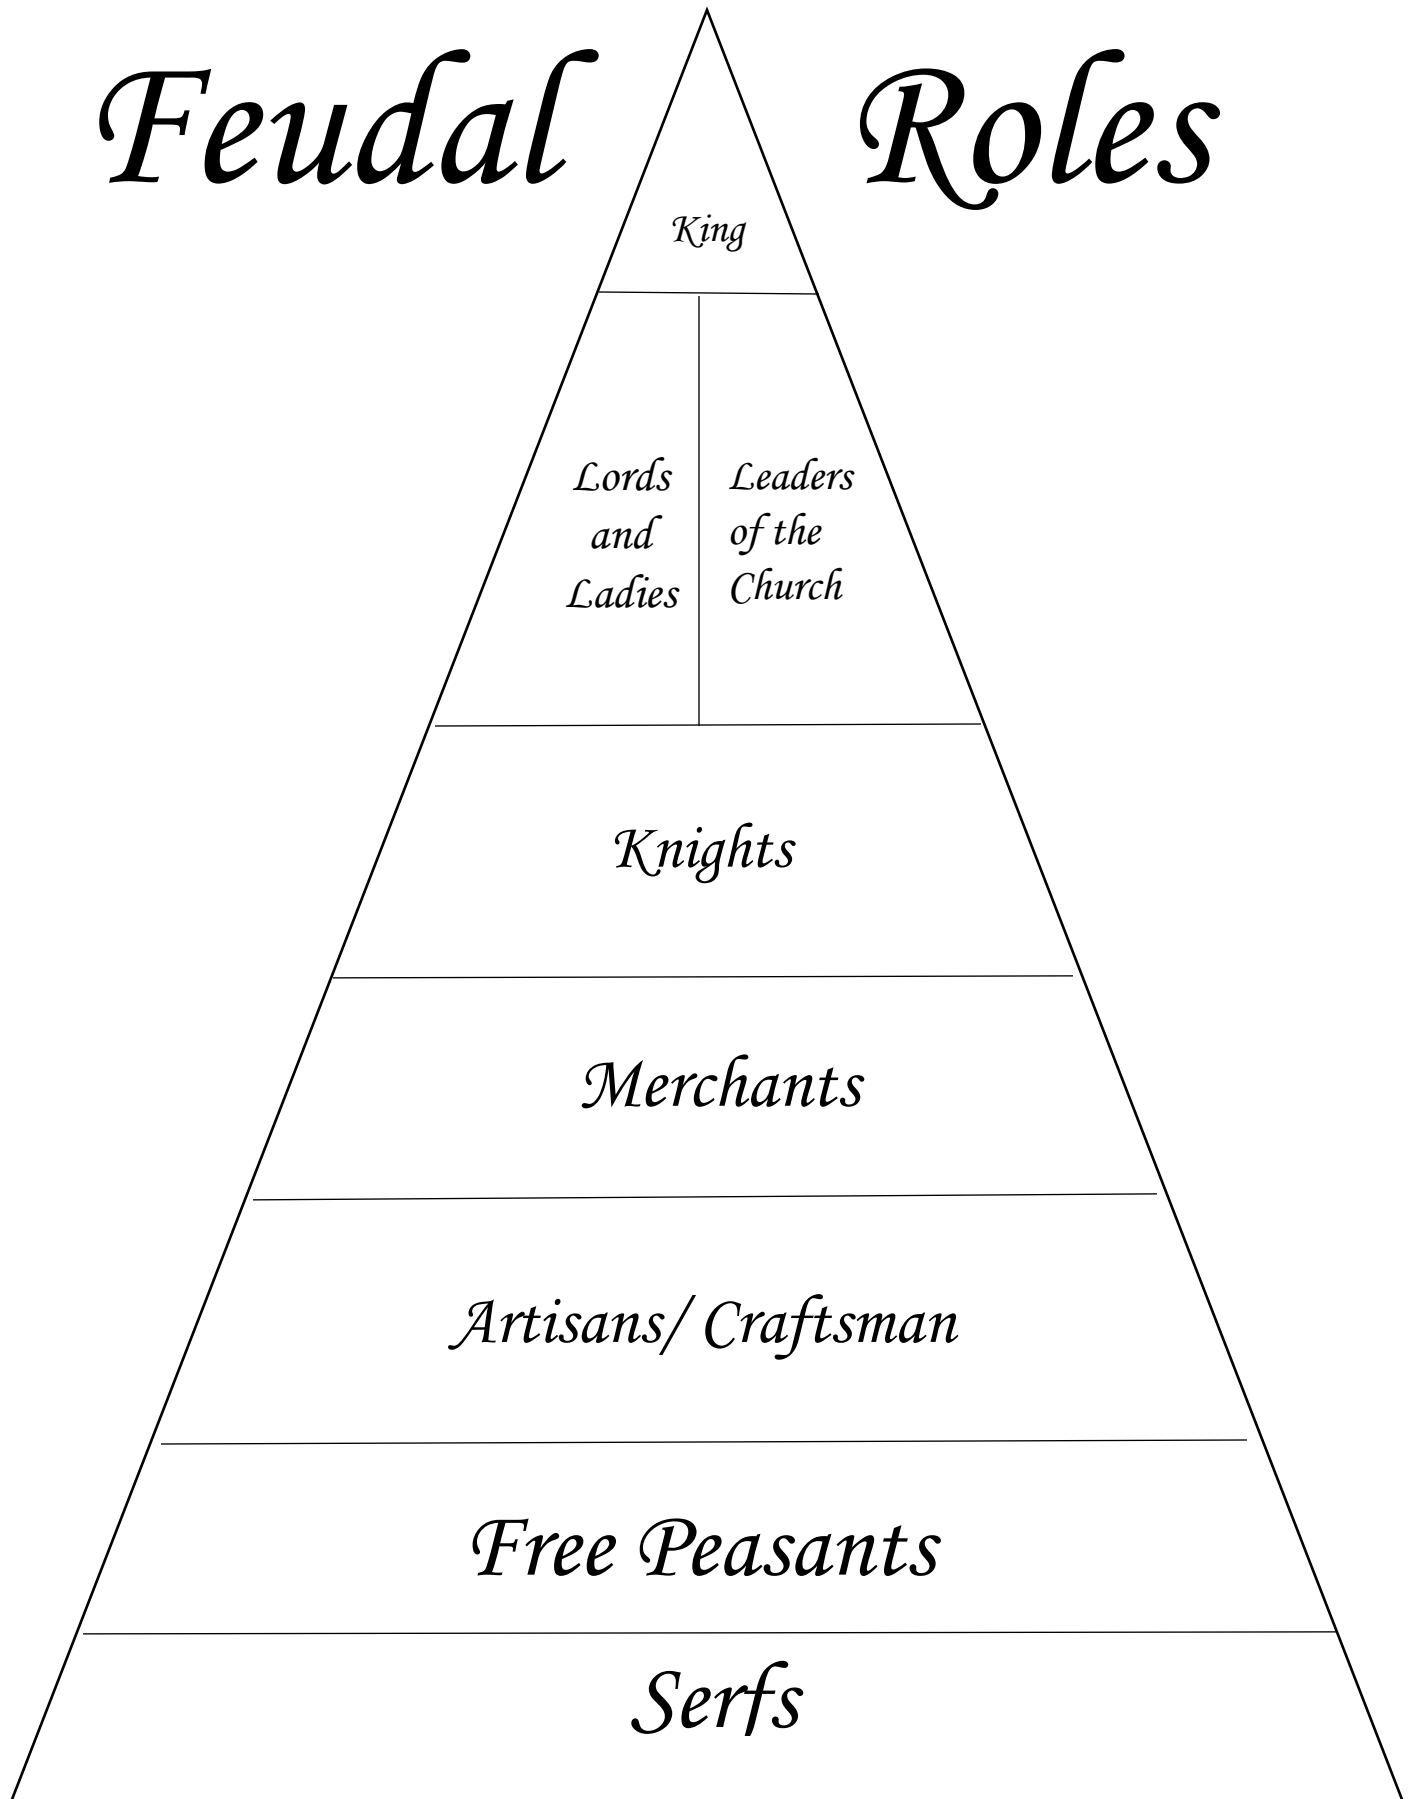 Feudal Roles
King
Lords
and
Ladies
Leaders
of the
Church
Knights
Merchants
Artisans/ Craftsman
Free Peasants
Serfs